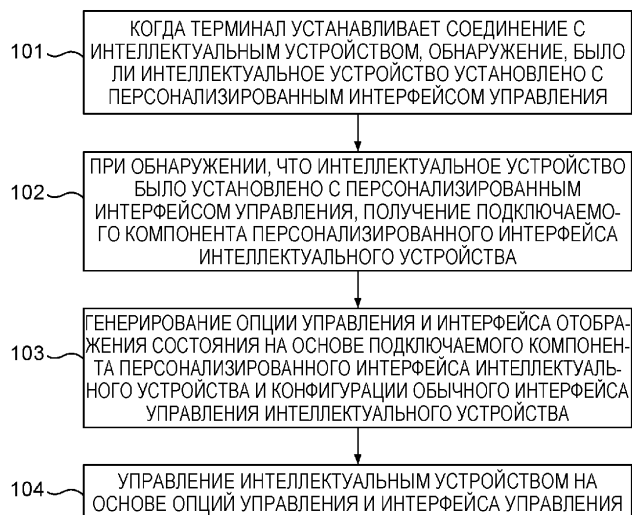 101
КОГДА ТЕРМИНАЛ УСТАНАВЛИВАЕТ СОЕДИНЕНИЕ С
ИНТЕЛЛЕКТУАЛЬНЫМ УСТРОЙСТВОМ, ОБНАРУЖЕНИЕ, БЫЛО
ЛИ ИНТЕЛЛЕКТУАЛЬНОЕ УСТРОЙСТВО УСТАНОВЛЕНО С
ПЕРСОНАЛИЗИРОВАННЫМ ИНТЕРФЕЙСОМ УПРАВЛЕНИЯ
102
ПРИ ОБНАРУЖЕНИИ, ЧТО ИНТЕЛЛЕКТУАЛЬНОЕ УСТРОЙСТВО
БЫЛО УСТАНОВЛЕНО С ПЕРСОНАЛИЗИРОВАННЫМ
ИНТЕРФЕЙСОМ УПРАВЛЕНИЯ, ПОЛУЧЕНИЕ ПОДКЛЮЧАЕМО-
ГО КОМПОНЕНТА ПЕРСОНАЛИЗИРОВАННОГО ИНТЕРФЕЙСА
ИНТЕЛЛЕКТУАЛЬНОГО УСТРОЙСТВА
103
ГЕНЕРИРОВАНИЕ ОПЦИИ УПРАВЛЕНИЯ И ИНТЕРФЕЙСА ОТОБРА-
ЖЕНИЯ СОСТОЯНИЯ НА ОСНОВЕ ПОДКЛЮЧАЕМОГО КОМПОНЕН-
ТА ПЕРСОНАЛИЗИРОВАННОГО ИНТЕРФЕЙСА ИНТЕЛЛЕКТУАЛЬ-
НОГО УСТРОЙСТВА И КОНФИГУРАЦИИ ОБЫЧНОГО ИНТЕРФЕЙСА
УПРАВЛЕНИЯ ИНТЕЛЛЕКТУАЛЬНОГО УСТРОЙСТВА
104
УПРАВЛЕНИЕ ИНТЕЛЛЕКТУАЛЬНЫМ УСТРОЙСТВОМ НА
ОСНОВЕ ОПЦИЙ УПРАВЛЕНИЯ И ИНТЕРФЕЙСА УПРАВЛЕНИЯ